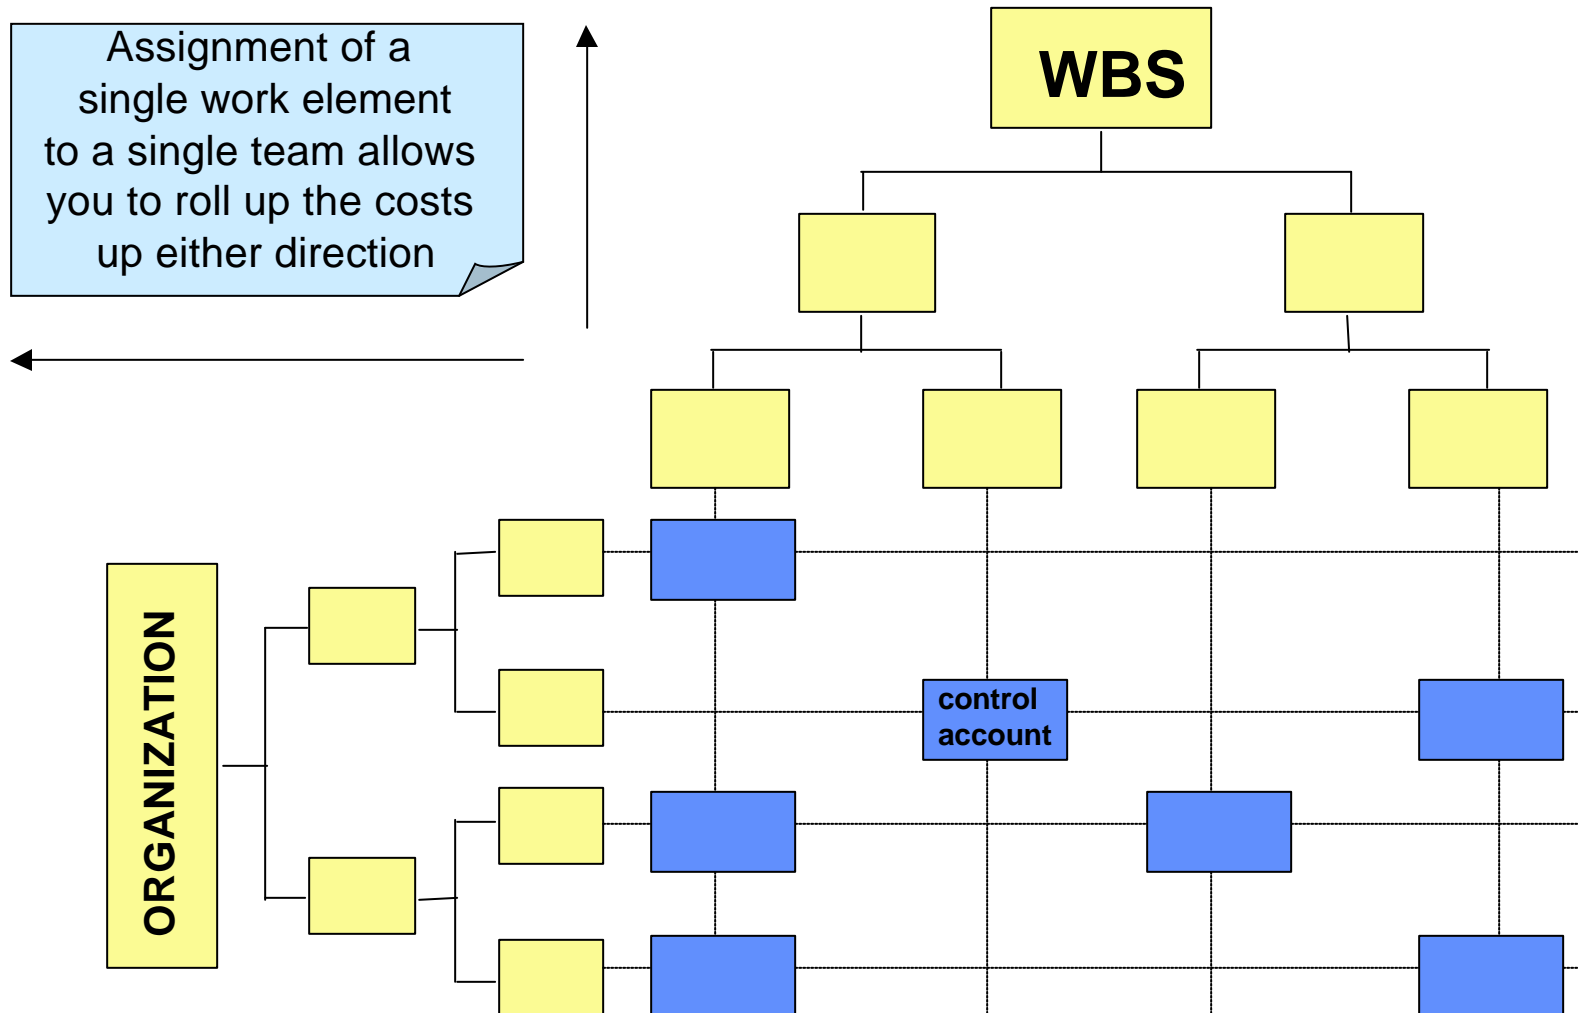 Assignment of a
single work element
to a single team allows
you to roll up the costs
up either direction
WBS
ORGANIZATION
control
account